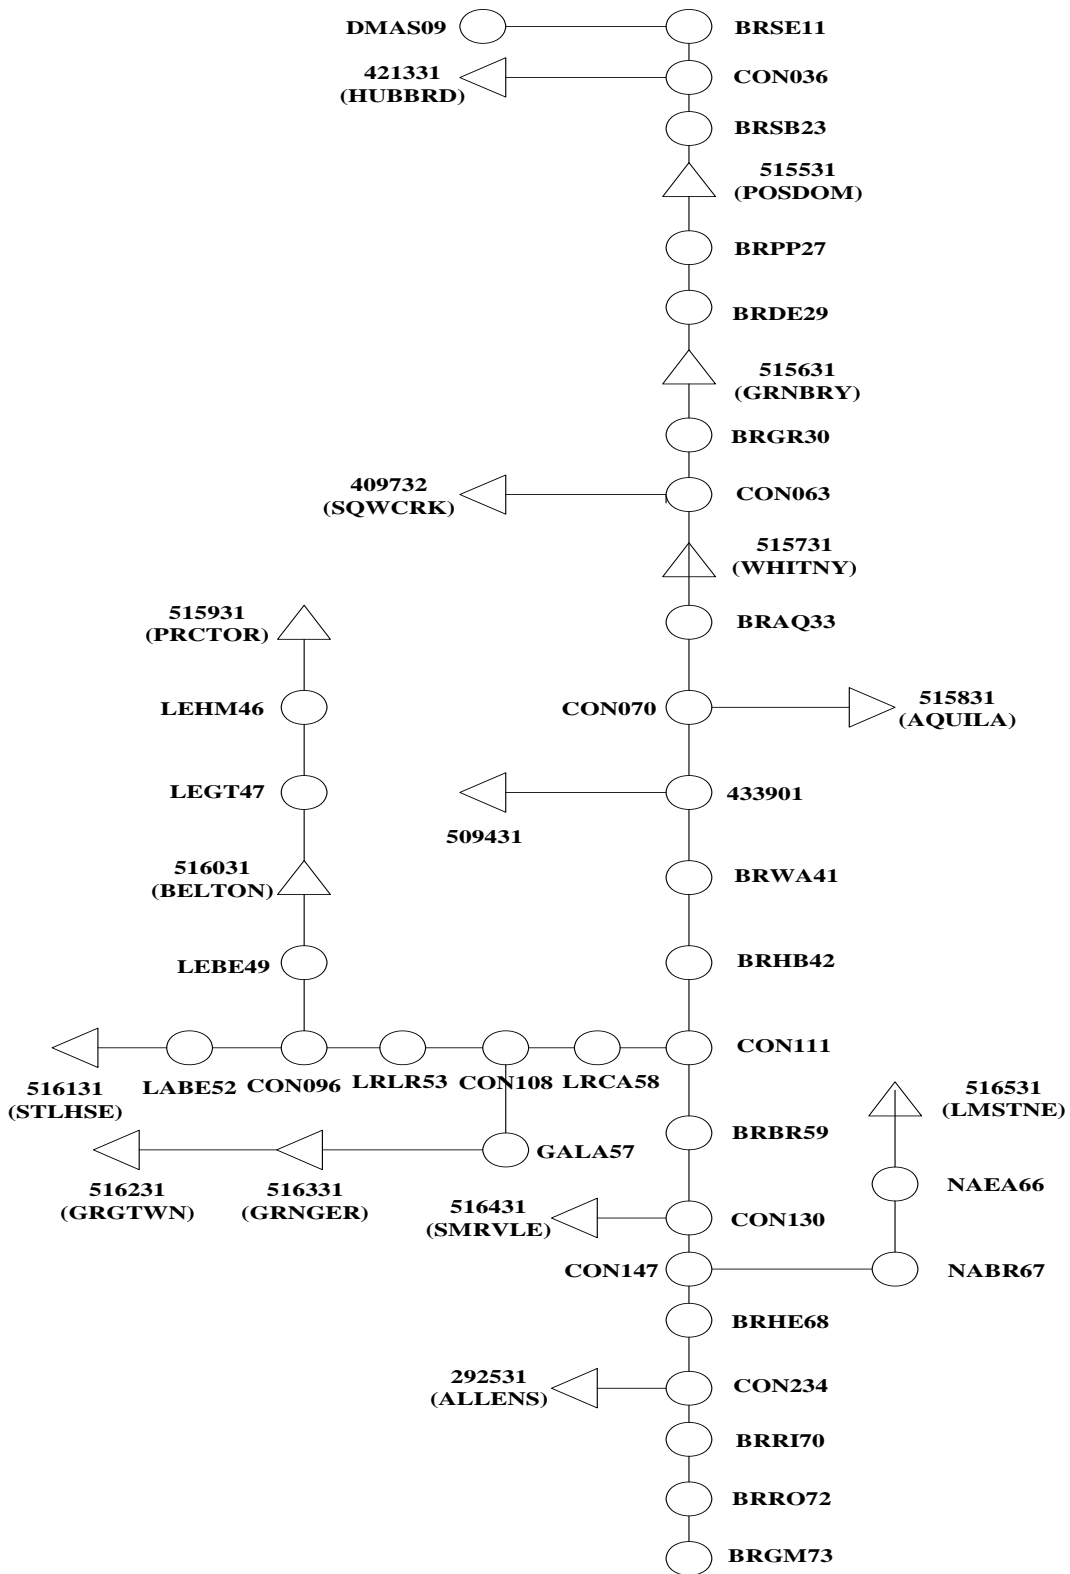 DMAS09
BRSE11
421331
(HUBBRD)
CON036
BRSB23
515531
(POSDOM)
BRPP27
BRDE29
515631
(GRNBRY)
BRGR30
409732
(SQWCRK)
CON063
515731
(WHITNY)
515931
(PRCTOR)
BRAQ33
LEHM46
CON070
515831
(AQUILA)
LEGT47
433901
509431
516031
(BELTON)
BRWA41
LEBE49
BRHB42
CON111
516131
(STLHSE)
LABE52
CON096
LRLR53
CON108
LRCA58
516531
(LMSTNE)
BRBR59
GALA57
516231
(GRGTWN)
516331
(GRNGER)
NAEA66
516431
(SMRVLE)
CON130
CON147
NABR67
BRHE68
292531
(ALLENS)
CON234
BRRI70
BRRO72
BRGM73